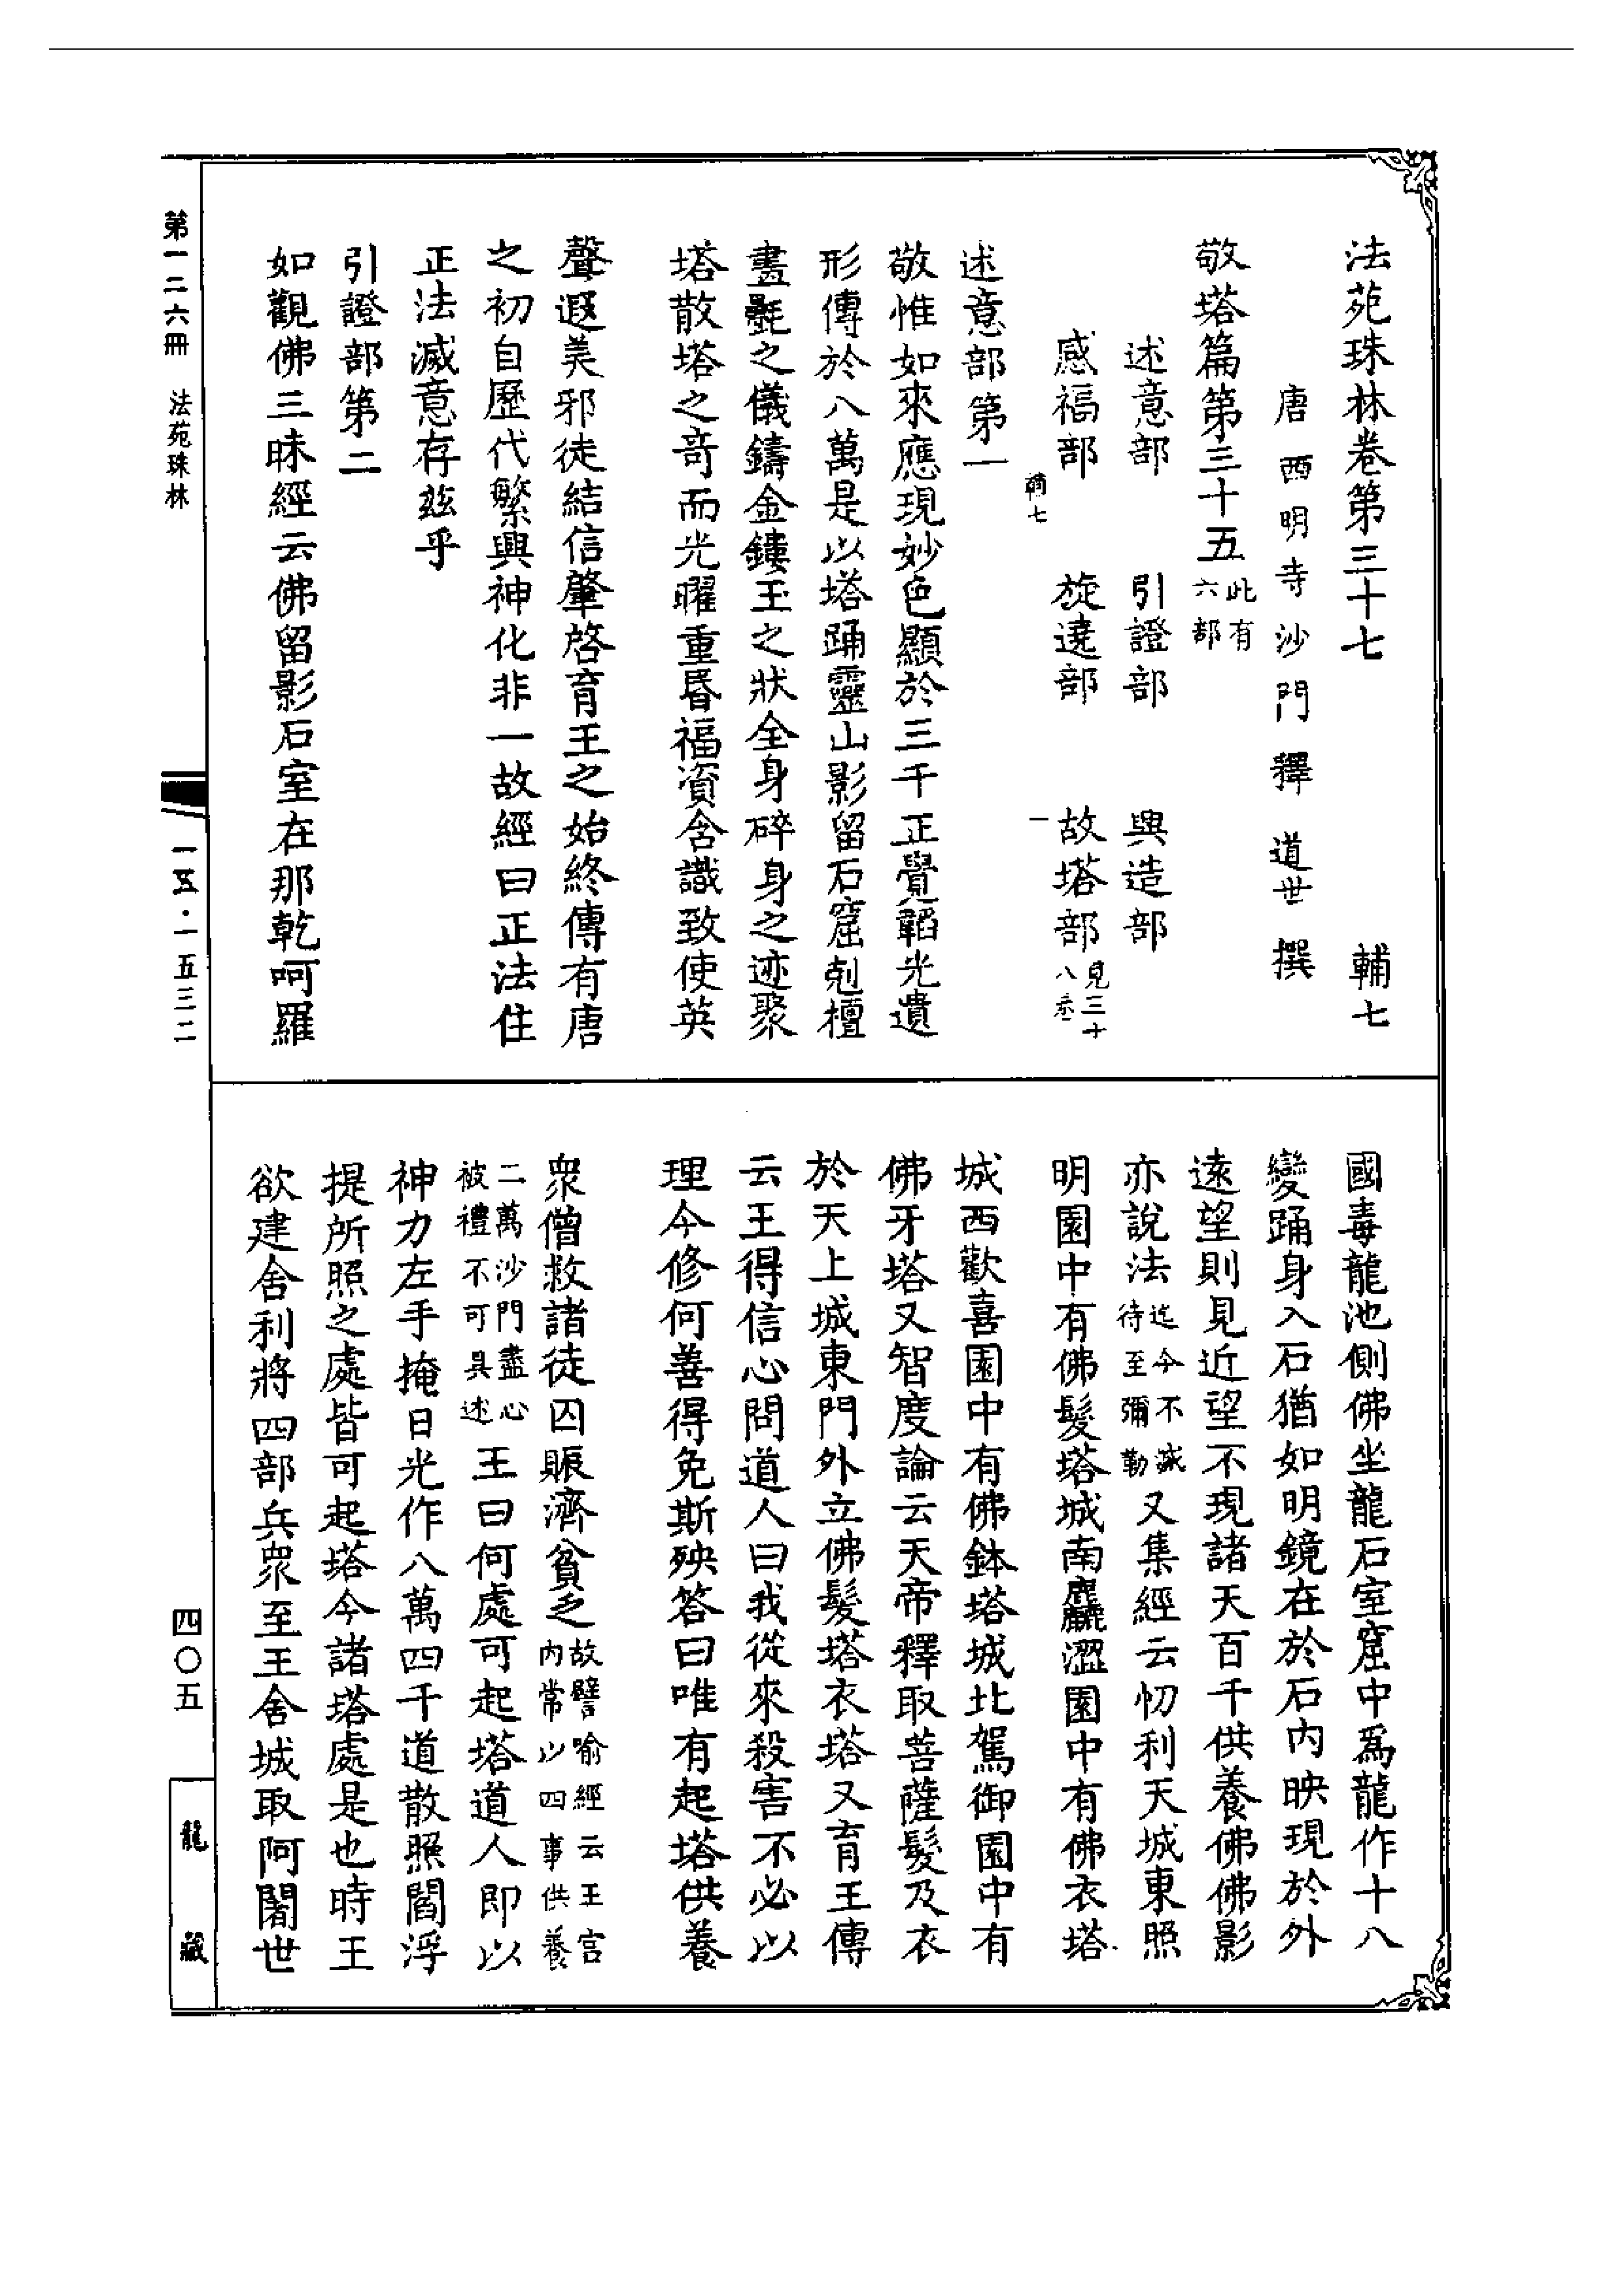 法苑珠林卷第三十七　輔七
唐西明寺沙門釋道世撰
敬塔篇第三十五此有六部
述意部　引證部　興造部
感福部　旋遶部　故塔部見三十八卷
輔七　一
述意部第一
敬惟如來應現妙色顯於三千正覺韜光遺
形傳於八萬是以塔踊靈山影留石窟剋檀
畫㲲之儀鑄金鏤玉之狀全身碎身之迹聚
塔散塔之奇而光曜重昏福資含識致使英
聲遐美邪徒結信肇啓育王之始終傳有唐
之初自歷代繁興神化非一故經曰正法住
正法滅意存茲乎
引證部第二
如觀佛三昧經云佛留影石室在那乾呵羅
國毒龍池側佛坐龍石室窟中為龍作十八
變踊身入石猶如明鏡在於石內映現於外
遠望則見近望不現諸天百千供養佛佛影
亦說法迄今不滅待至彌勒又集經云忉利天城東照
明園中有佛髮塔城南麤澀園中有佛衣塔
城西歡喜園中有佛鉢塔城北駕御園中有
佛牙塔又智度論云天帝釋取菩薩髮及衣
於天上城東門外立佛髮塔衣塔又育王傳
云王得信心問道人曰我從來殺害不必以
理今修何善得免斯殃答曰唯有起塔供養
眾僧救諸徒囚賑濟貧乏故譬喻經云王宮內常以四事供養
二萬沙門盡心被禮不可具述王曰何處可起塔道人即以
神力左手掩日光作八萬四千道散照閻浮
提所照之處皆可起塔今諸塔處是也時王
欲建舍利將四部兵眾至王舍城取阿闍世
第一二六冊　法苑珠林
一五·一五三二
四〇五
龍藏